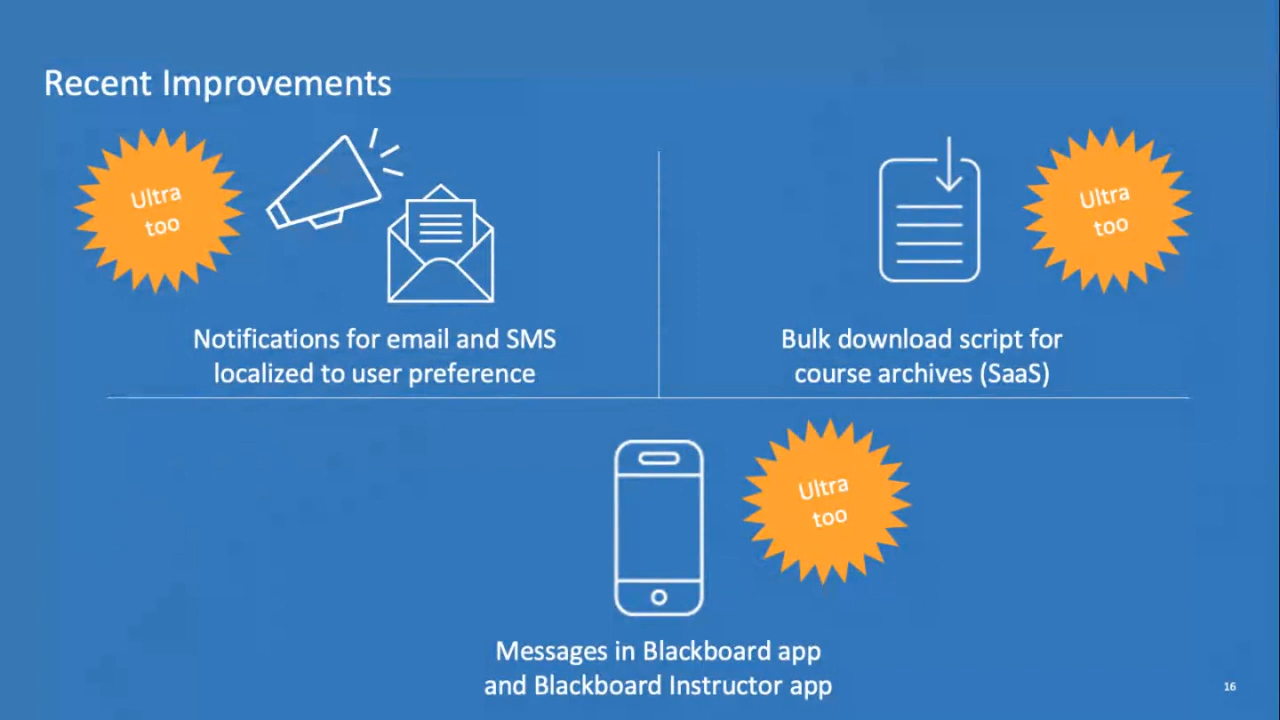 Recent Improvements
Ultra
too
Notifications for email and SMS
localized to user preference
Ultra
too
Bulk download script for
course archives (SaaS)
Ultra
too
Messages in Blackboard app
and Blackboard Instructor app
16